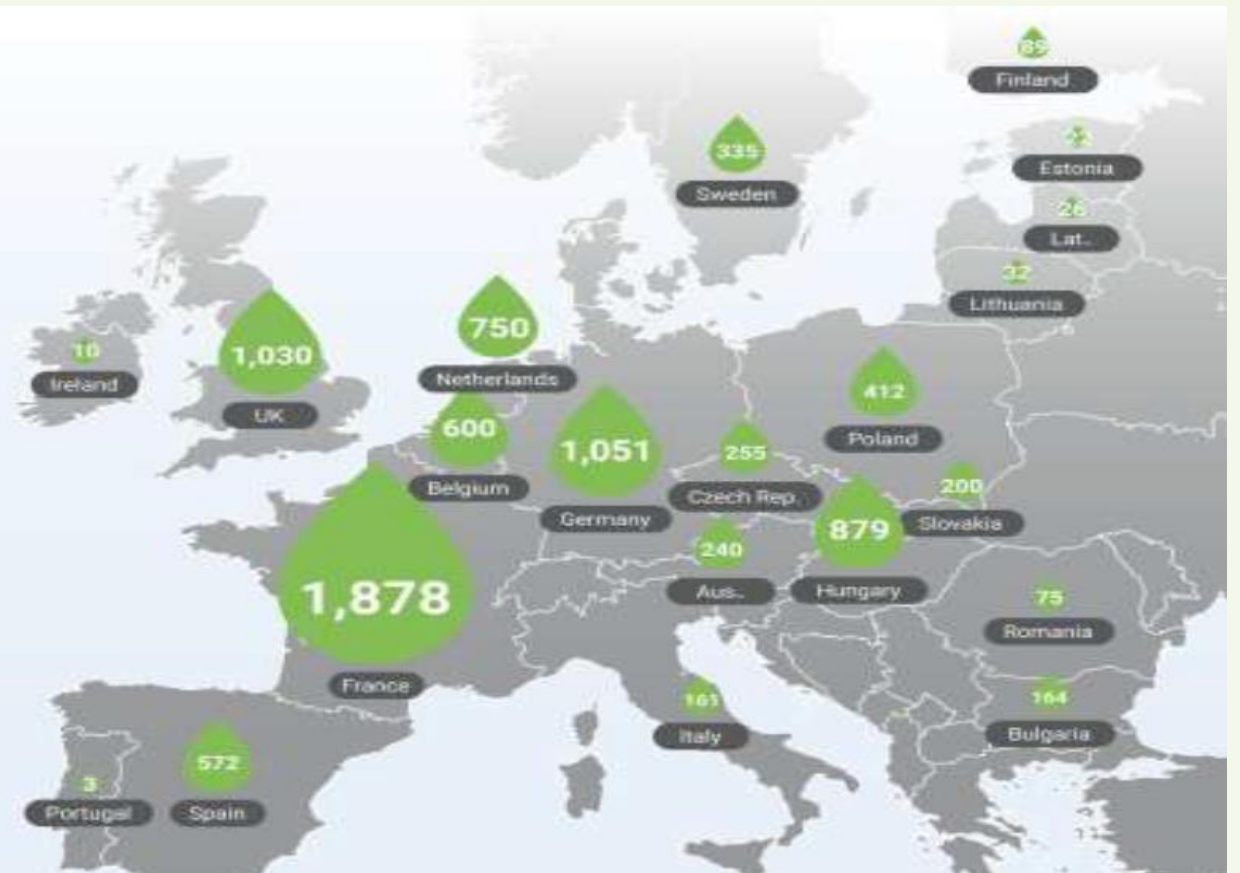 89
Finland
335
Sweden
Estonia
26
Lat..
32
Lithuania
10
Ireland
1,030
UK
750
Netherlands
600
Belgium
1,051
Germany
412
Poland
255
Czech Rep.
200
Slovakia
879
Hungary
240
Aus..
1,878
France
75
Romania
161
Italy
164
Bulgaria
572
Spain
3
Portugal